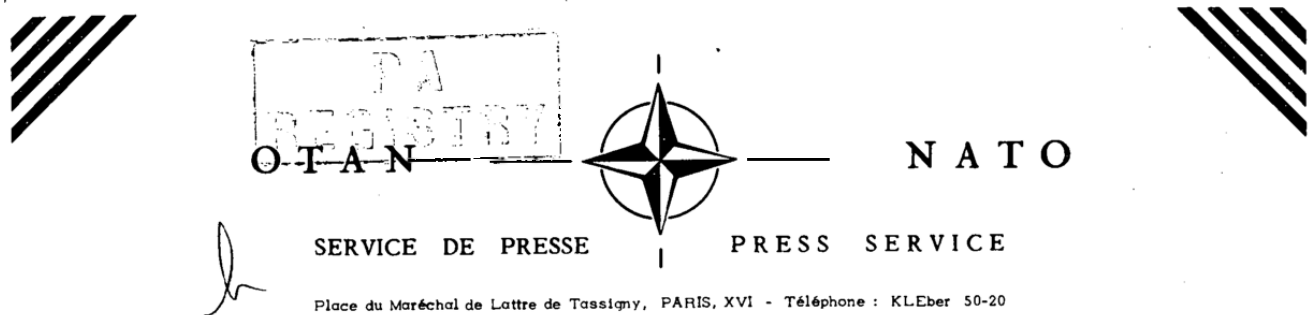 PA
REGISTRY
OTAN NATO
SERVICE DE PRESSE PRESS SERVICE
Place du Maréchal de Lattre de Tassigny, PARIS, XVI - Téléphone : KLEber 50-20